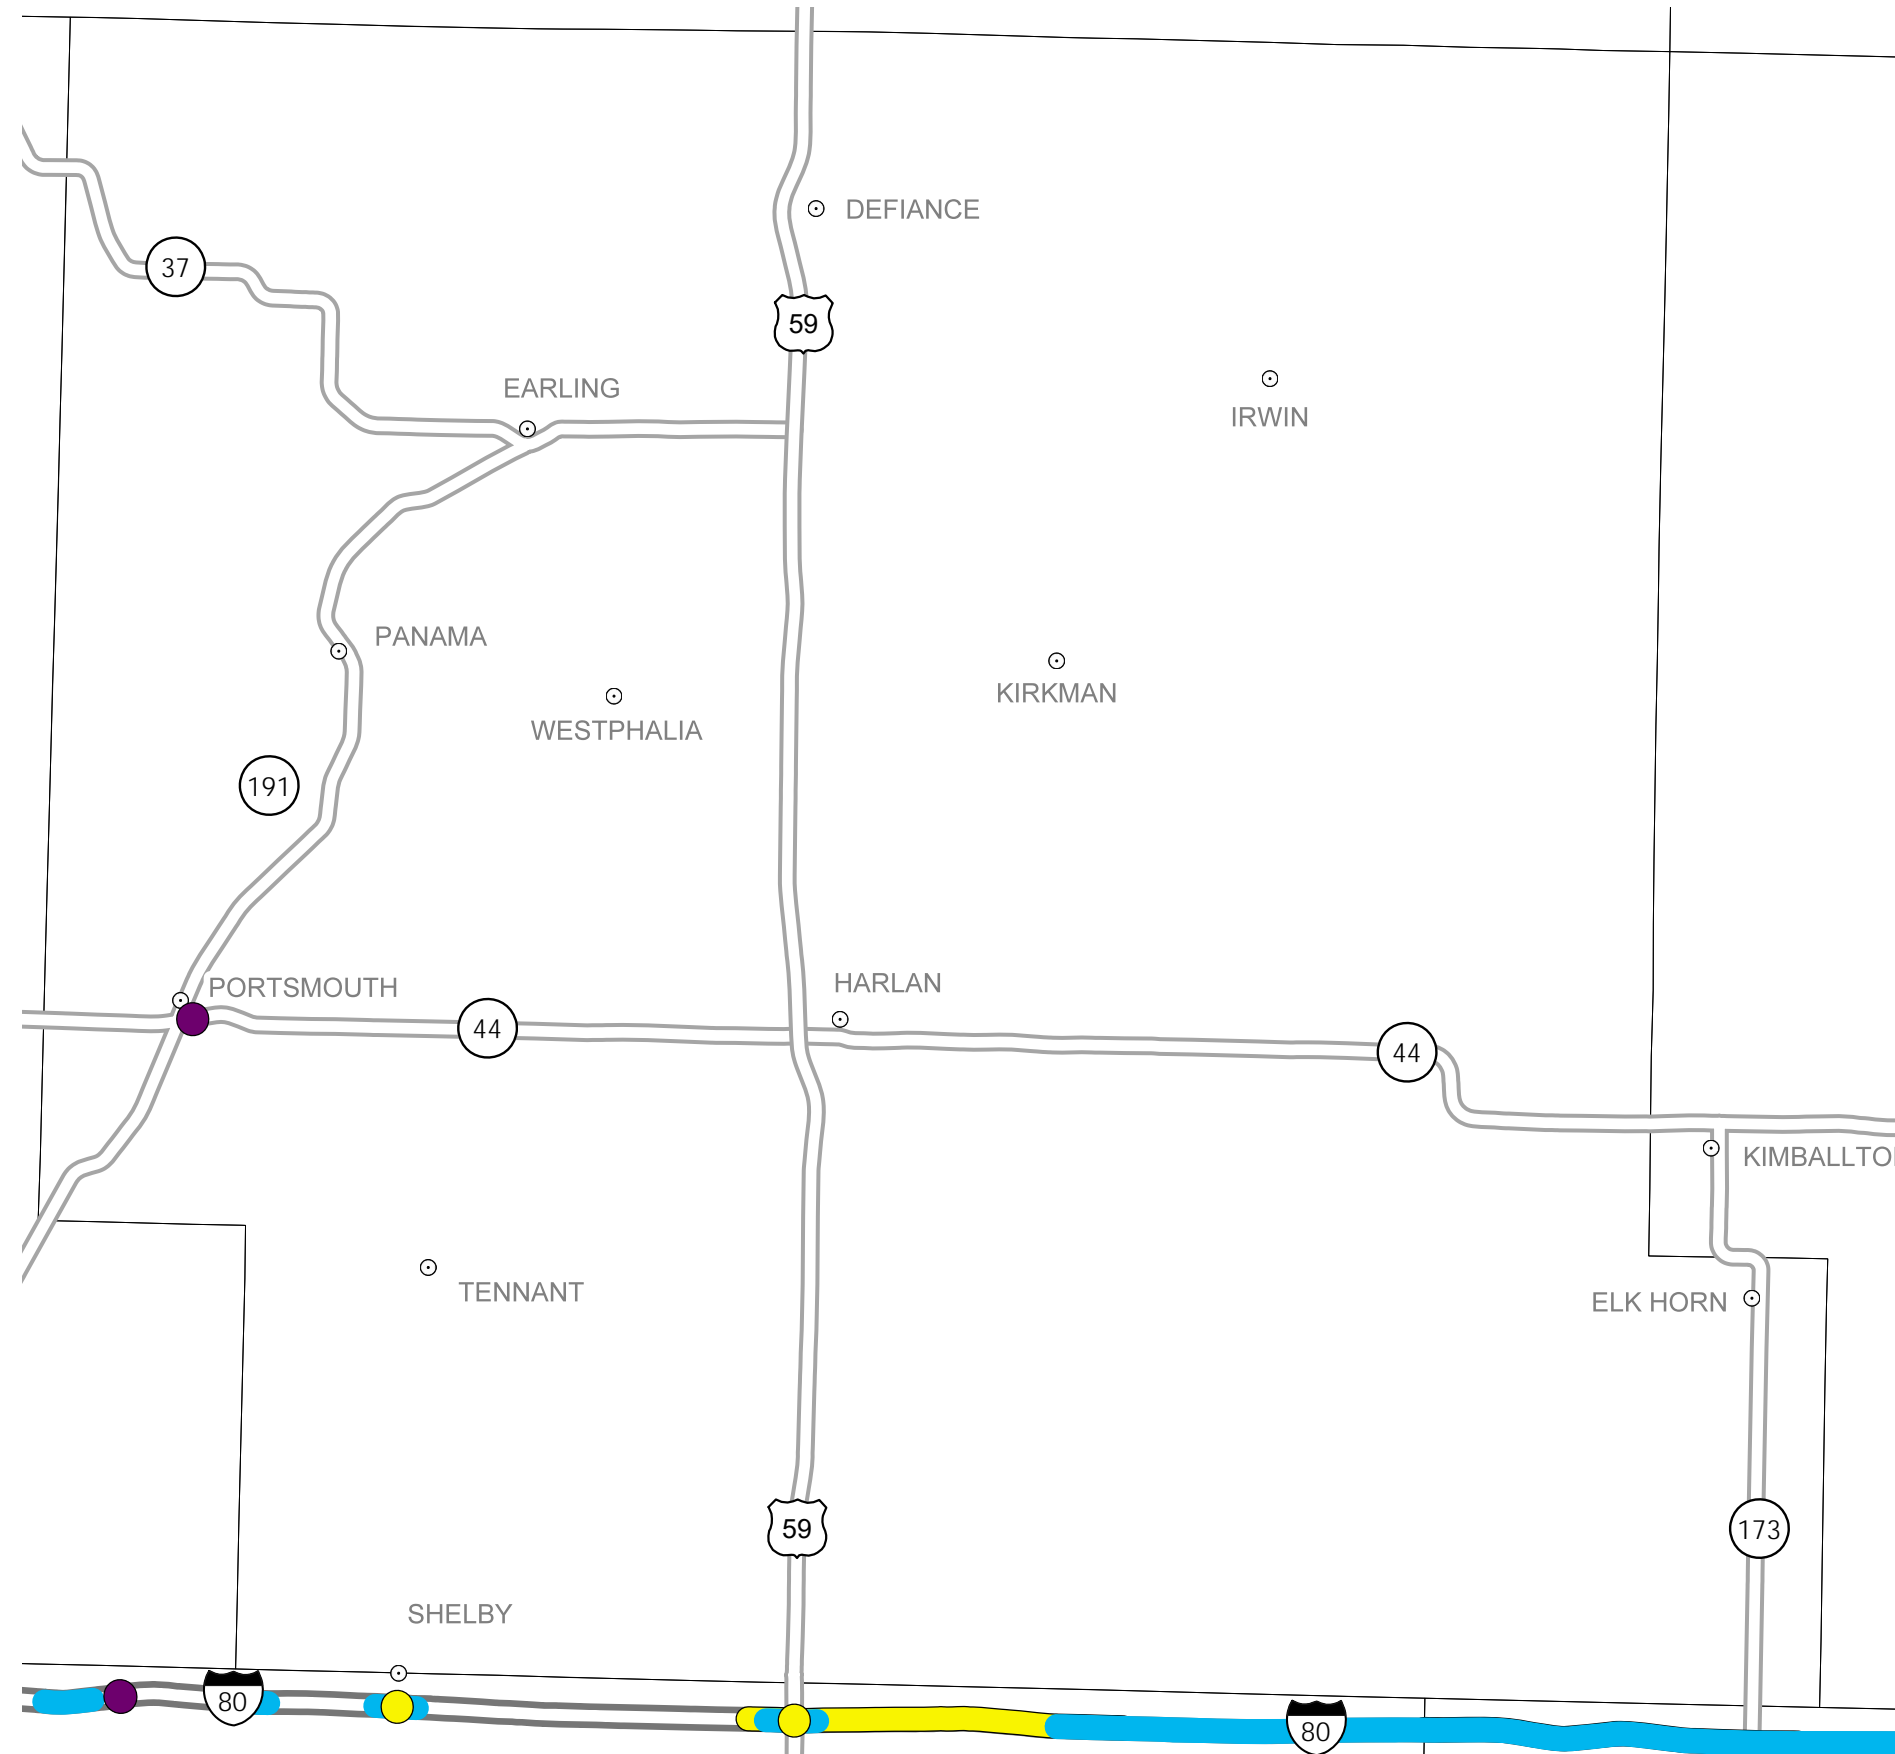 DEFIANCE
37
59
EARLING
IRWIN
PANAMA
KIRKMAN
WESTPHALIA
191
PORTSMOUTH
HARLAN
44
44
KIMBALLTO
TENNANT
ELK HORN
59
173
SHELBY
80
80